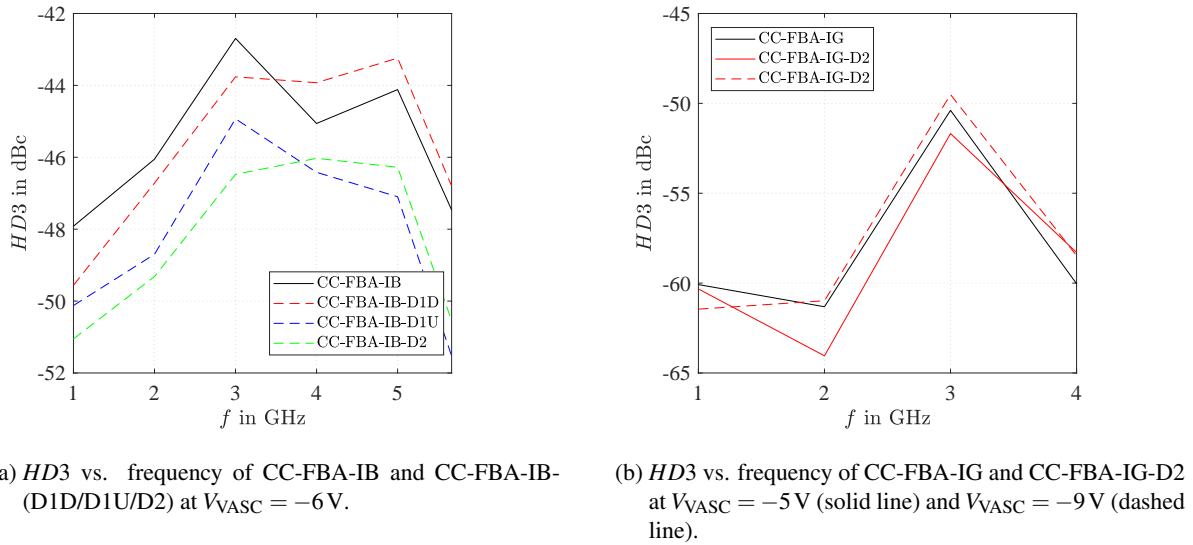 -42
-43
-44
-46
-48
-50
-52
HD3 in dBc
CC-FBA-IB
CC-FBA-IB-D1D
CC-FBA-IB-D1U
CC-FBA-IB-D2
1 2 3 4 5
f in GHz
a) HD3 vs. frequency of CC-FBA-IB and CC-FBA-IB-
(D1D/D1U/D2) at VVASC = −6 V.
-45
-50
-55
-60
-65
HD3 in dBc
CC-FBA-IG
CC-FBA-IG-D2
CC-FBA-IG-D2
1 2 3 4
f in GHz
(b) HD3 vs. frequency of CC-FBA-IG and CC-FBA-IG-D2
at VVASC = −5 V (solid line) and VVASC = −9 V (dashed
line).